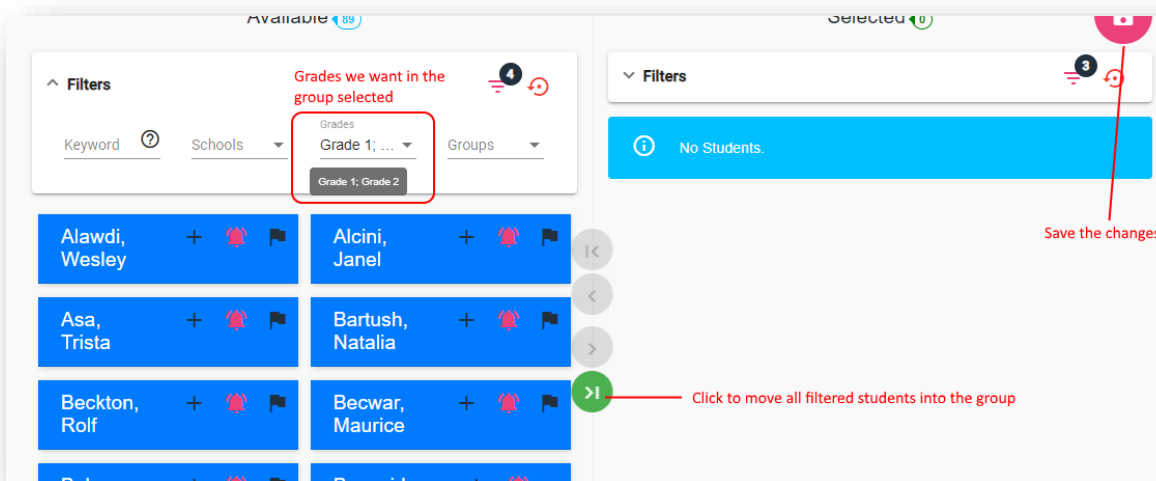 Available 89
Selected 0
Filters
4
Grades we want in the
group selected
Filters
3
Keyword
Schools
Grades
Grade 1; ...
Groups
Grade 1; Grade 2
No Students.
Save the changes
Alawdi,
Wesley
Alcini,
Janel
Asa,
Trista
Bartush,
Natalia
Beckton,
Rolf
Becwar,
Maurice
Click to move all filtered students into the group